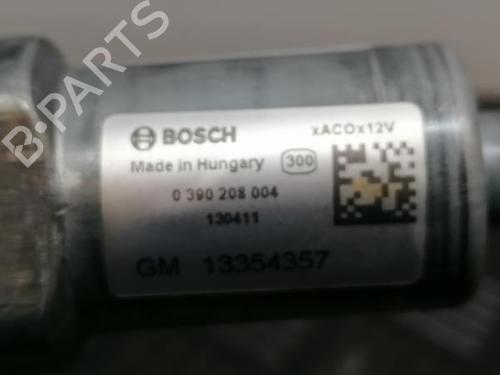 B-PARTS
BOSCH xACOx12V
Made in Hungary 300
0 390 208 004
130411
GM 13354357